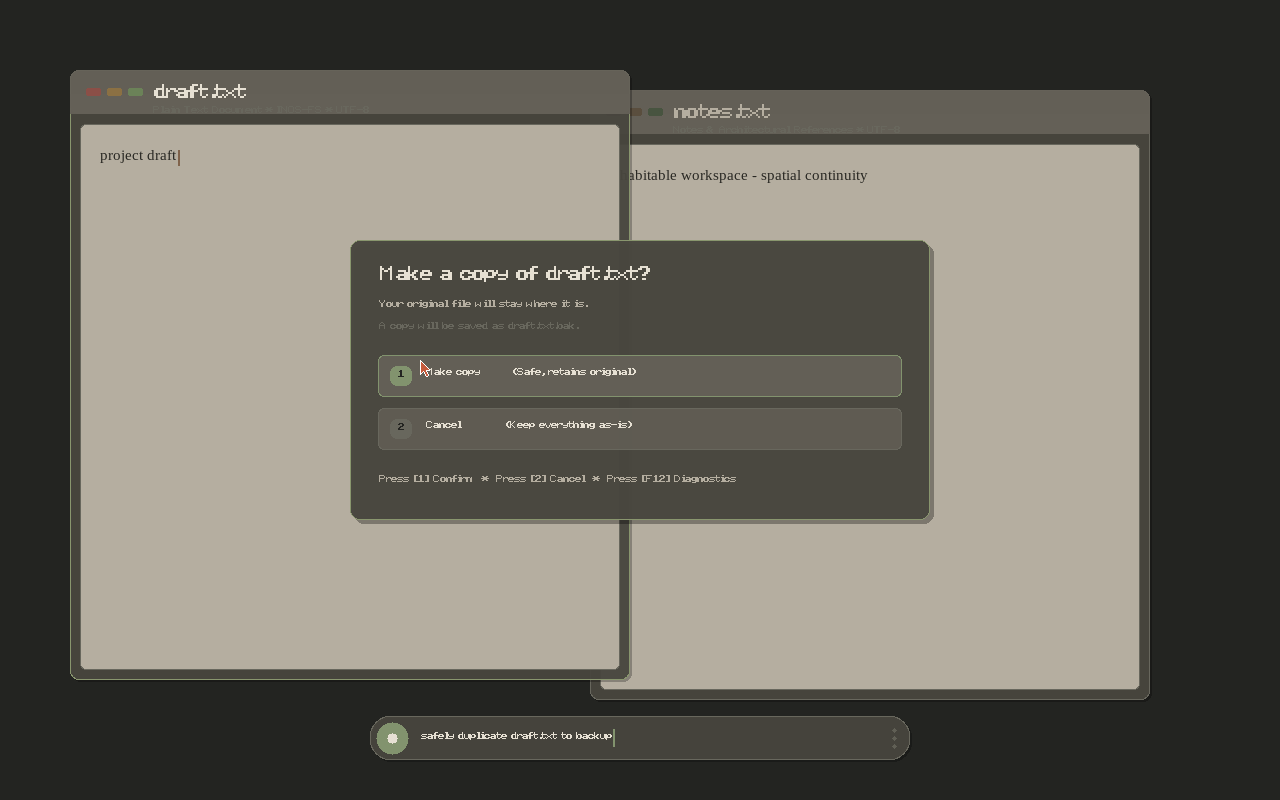 draft.txt
project draft
notes.txt
abitable workspace - spatial continuity
Make a copy of draft.txt?
Your original file will stay where it is.
A copy will be saved as draft.txt.bak.
1 Make copy (Safe, retains original)
2 Cancel (Keep everything as-is)
Press [1] Confirm * Press [2] Cancel * Press [F12] Diagnostics
safely duplicate draft.txt to backup